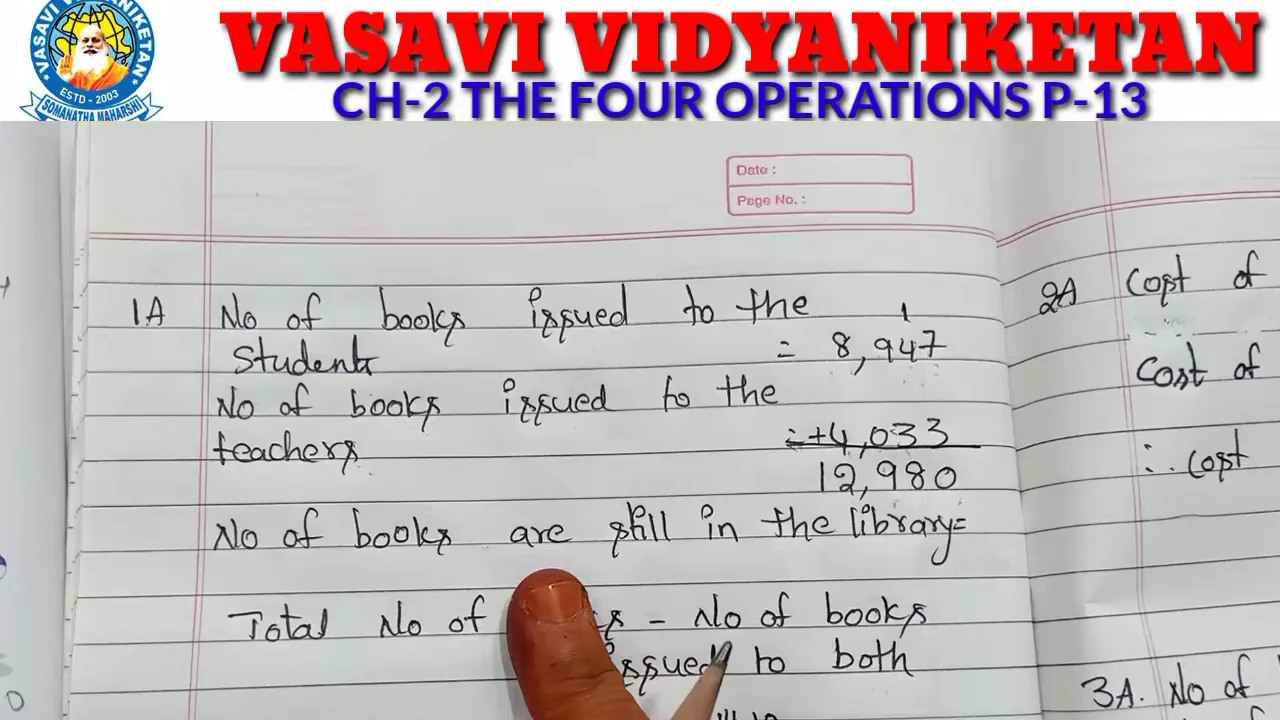 VASAVI VIDYANIKETAN
ESTD - 2003
SOMANATHA MAHARSHI
VASAVI VIDYANIKETAN
CH-2 THE FOUR OPERATIONS P-13
Date :
Page No. :
1A No of books issued to the
1
Students = 8,947
No of books issued to the
teachers = +4,033
12,980
No of books are still in the library=
Total No of - No of books
issued to both
2A Cost of
Cost of
∴ Cost
3A. No of